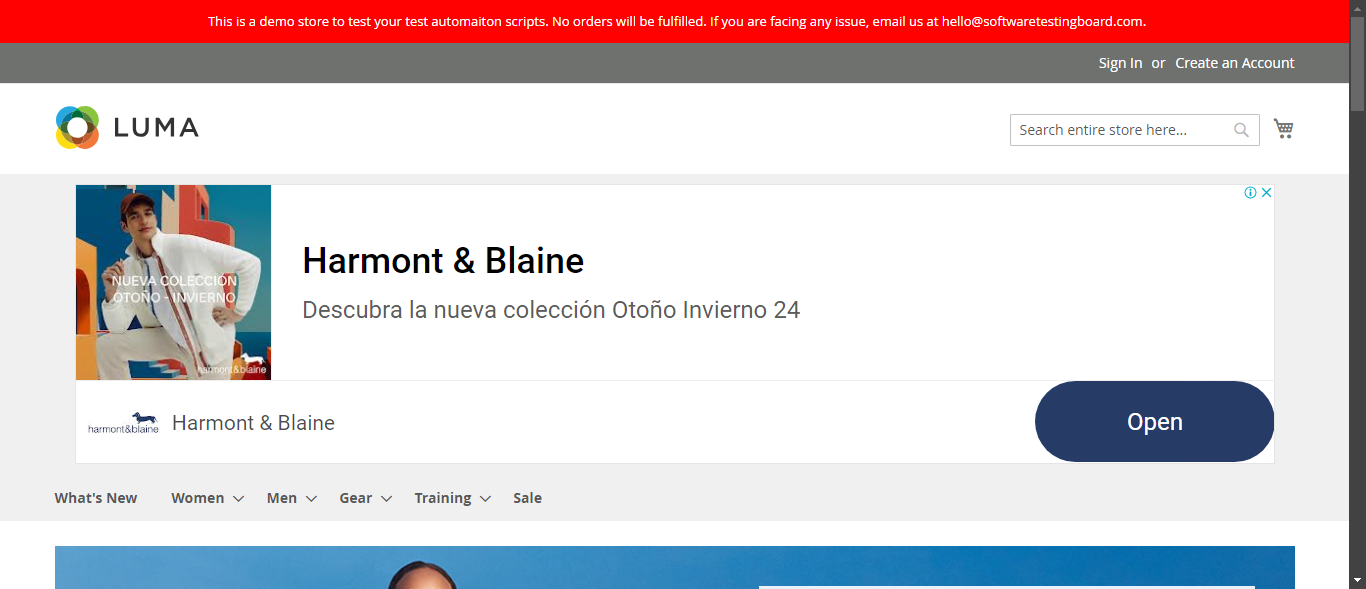 This is a demo store to test your test automaiton scripts. No orders will be fulfilled. If you are facing any issue, email us at hello@softwaretestingboard.com.
Sign In or Create an Account
LUMA
Search entire store here...
NUEVA COLECCIÓN
OTOÑO - INVIERNO
harmont&blaine
Harmont & Blaine
Descubra la nueva colección Otoño Invierno 24
harmont&blaine
Harmont & Blaine
Open
What's New Women Men Gear Training Sale